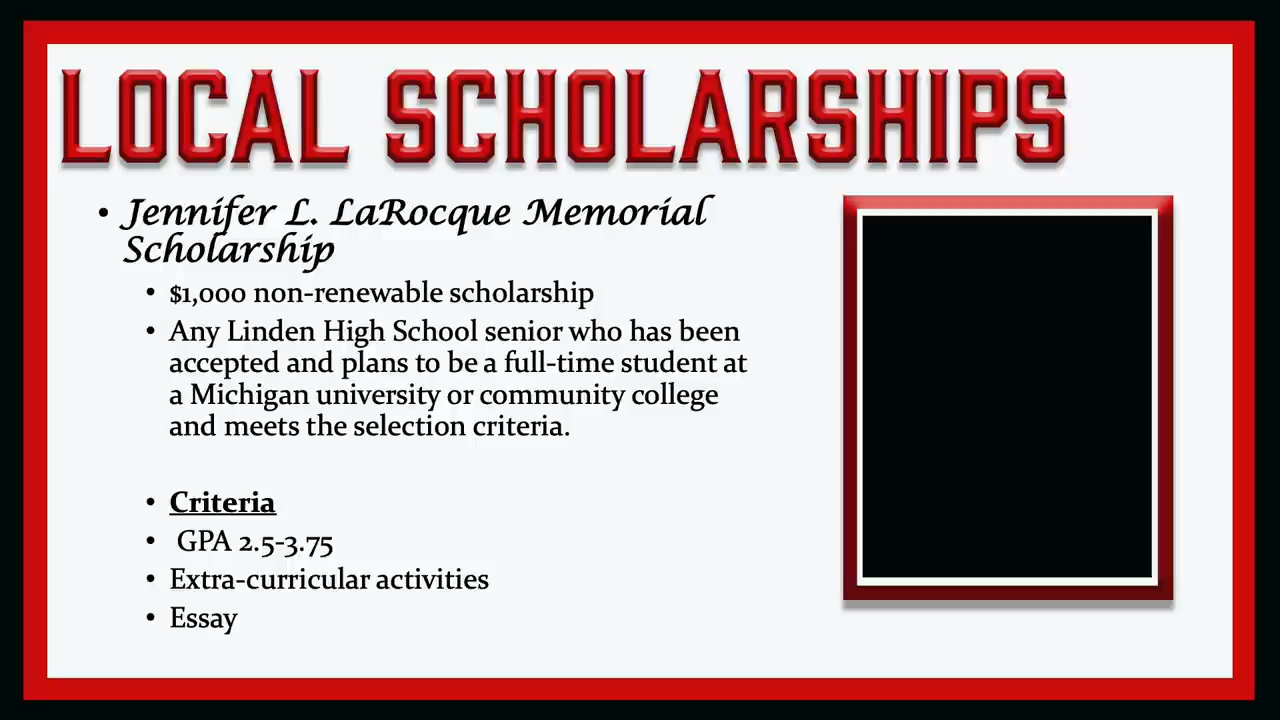 LOCAL SCHOLARSHIPS
• Jennifer L. LaRocque Memorial
Scholarship
• $1,000 non-renewable scholarship
• Any Linden High School senior who has been
accepted and plans to be a full-time student at
a Michigan university or community college
and meets the selection criteria.
• Criteria
• GPA 2.5-3.75
• Extra-curricular activities
• Essay